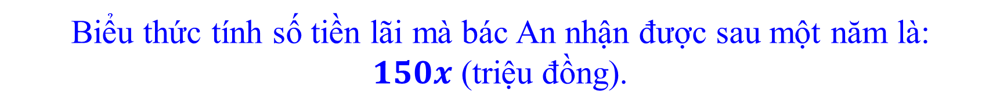 Biểu thức tính số tiền lãi mà bác An nhận được sau một năm là:
150x (triệu đồng).